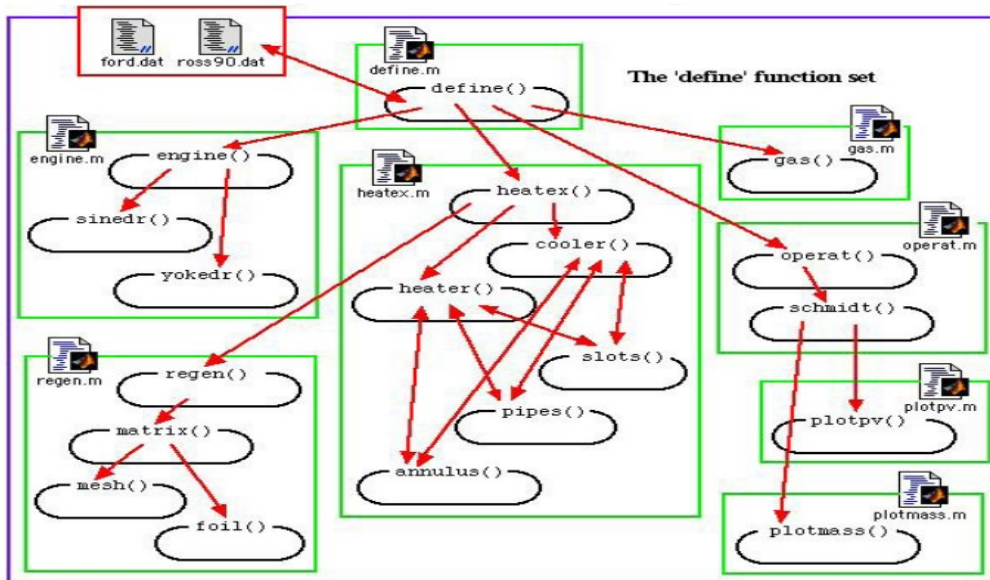 ford.dat
ross90.dat
define.m
define()
The 'define' function set
engine.m
engine()
sinedr()
yokedr()
heatex.m
heatex()
cooler()
heater()
slots()
pipes()
annulus()
gas.m
gas()
operat.m
operat()
schmidt()
regen.m
regen()
matrix()
mesh()
foil()
plotpv.m
plotpv()
plotmass.m
plotmass()